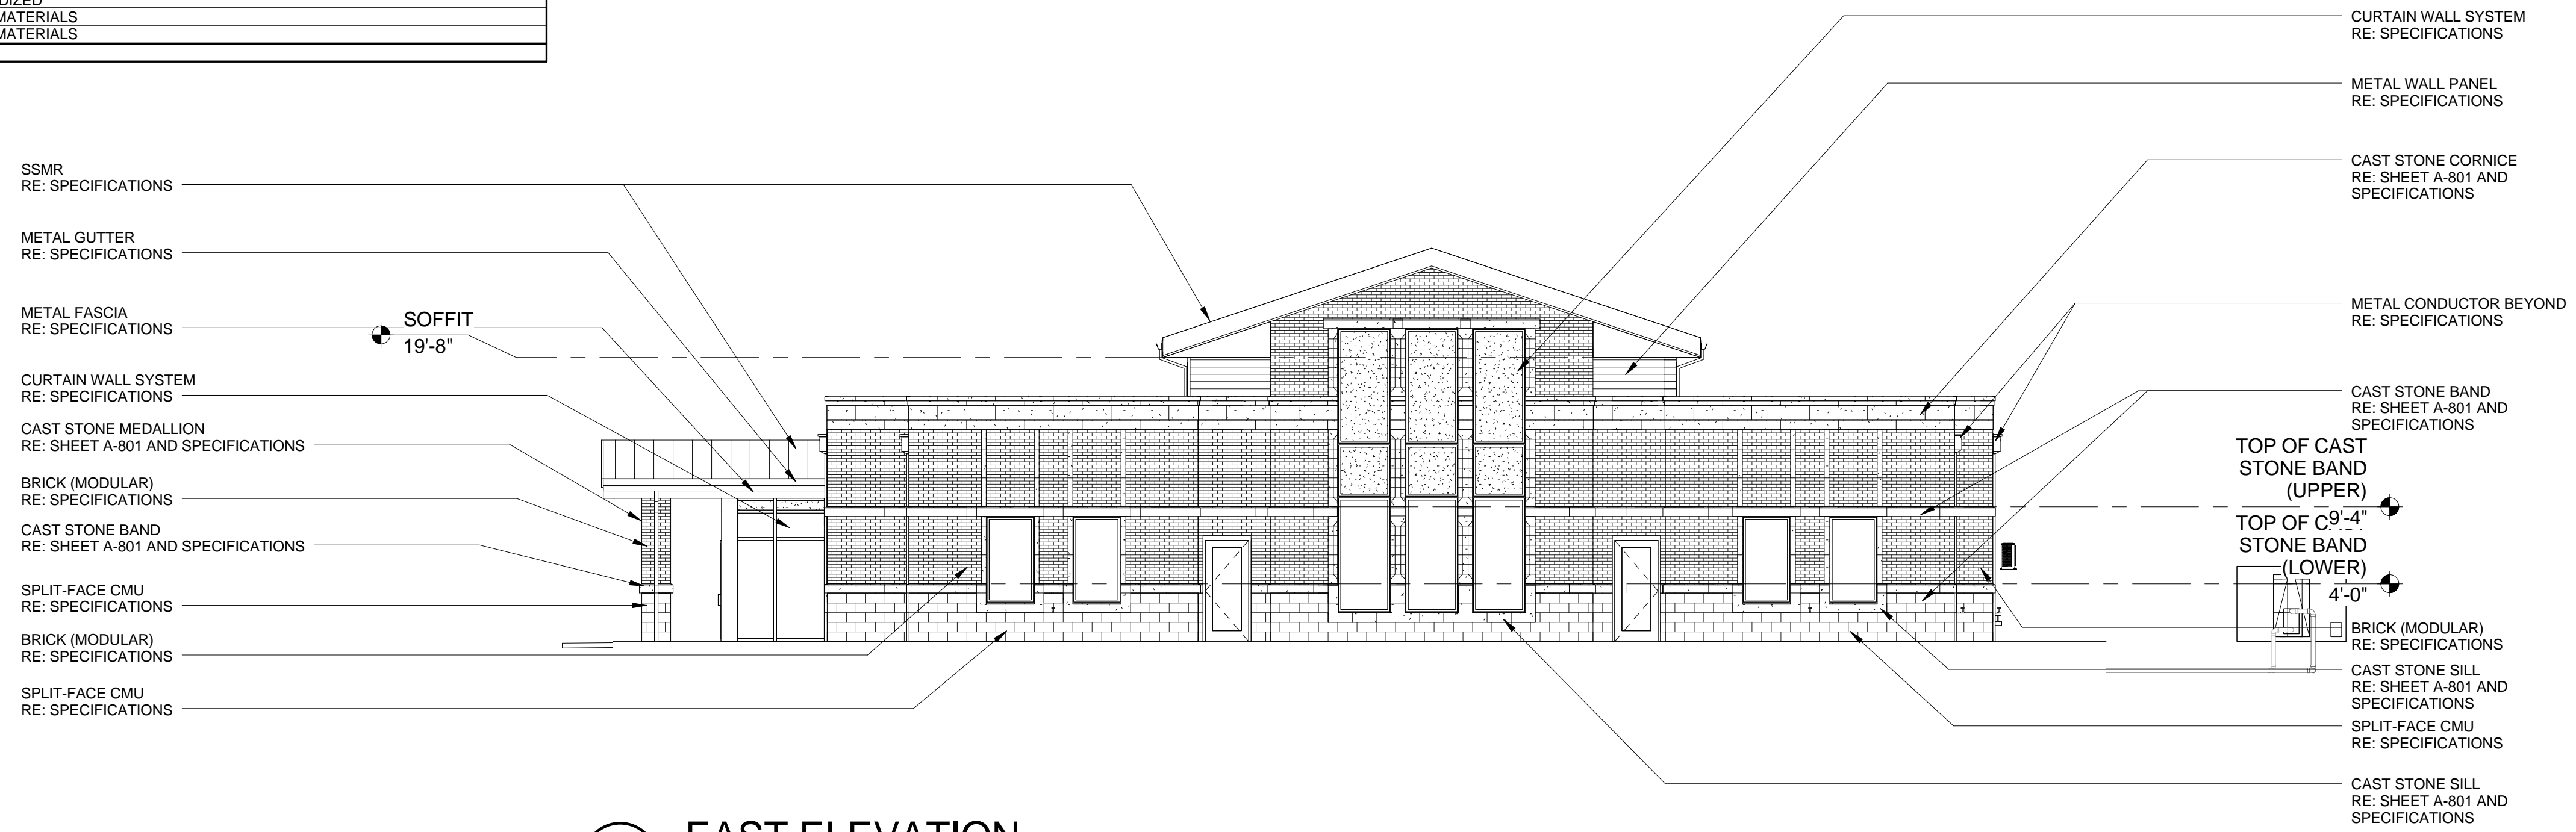 MATERIALS
MATERIALS
SSMR
RE: SPECIFICATIONS
METAL GUTTER
RE: SPECIFICATIONS
METAL FASCIA
RE: SPECIFICATIONS
SOFFIT
19'-8"
CURTAIN WALL SYSTEM
RE: SPECIFICATIONS
CAST STONE MEDALLION
RE: SHEET A-801 AND SPECIFICATIONS
BRICK (MODULAR)
RE: SPECIFICATIONS
CAST STONE BAND
RE: SHEET A-801 AND SPECIFICATIONS
SPLIT-FACE CMU
RE: SPECIFICATIONS
BRICK (MODULAR)
RE: SPECIFICATIONS
SPLIT-FACE CMU
RE: SPECIFICATIONS
CURTAIN WALL SYSTEM
RE: SPECIFICATIONS
METAL WALL PANEL
RE: SPECIFICATIONS
CAST STONE CORNICE
RE: SHEET A-801 AND
SPECIFICATIONS
METAL CONDUCTOR BEYOND
RE: SPECIFICATIONS
CAST STONE BAND
RE: SHEET A-801 AND
SPECIFICATIONS
TOP OF CAST
STONE BAND
(UPPER)
9'-4"
TOP OF CAST
STONE BAND
(LOWER)
4'-0"
BRICK (MODULAR)
RE: SPECIFICATIONS
CAST STONE SILL
RE: SHEET A-801 AND
SPECIFICATIONS
SPLIT-FACE CMU
RE: SPECIFICATIONS
CAST STONE SILL
RE: SHEET A-801 AND
SPECIFICATIONS
EAST ELEVATION